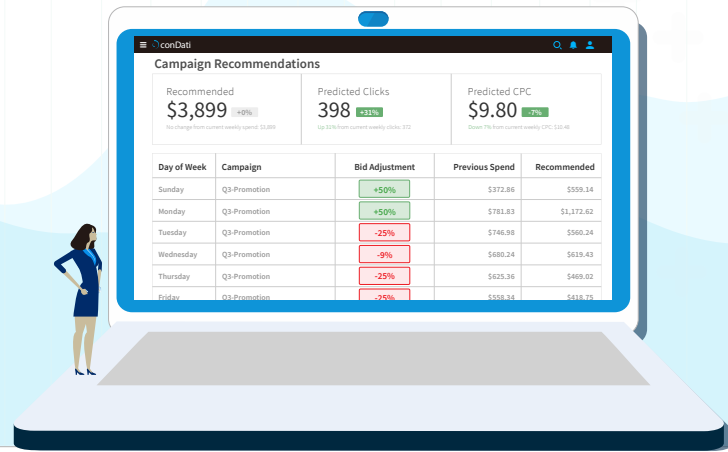 conDati
Campaign Recommendations
Recommended Predicted Clicks Predicted CPC
$3,899 +0% 398 +31% $9.80 -7%
No change from current weekly spend: $3,899 Up 31% from current weekly clicks: 372 Down 7% from current weekly CPC: $10.48
Day of Week Campaign Bid Adjustment Previous Spend Recommended
Sunday Q3-Promotion +50% $372.86 $559.14
Monday Q3-Promotion +50% $781.83 $1,172.62
Tuesday Q3-Promotion -25% $746.98 $560.24
Wednesday Q3-Promotion -9% $680.24 $619.43
Thursday Q3-Promotion -25% $625.36 $469.02
Friday Q3-Promotion -25% $558.34 $418.75